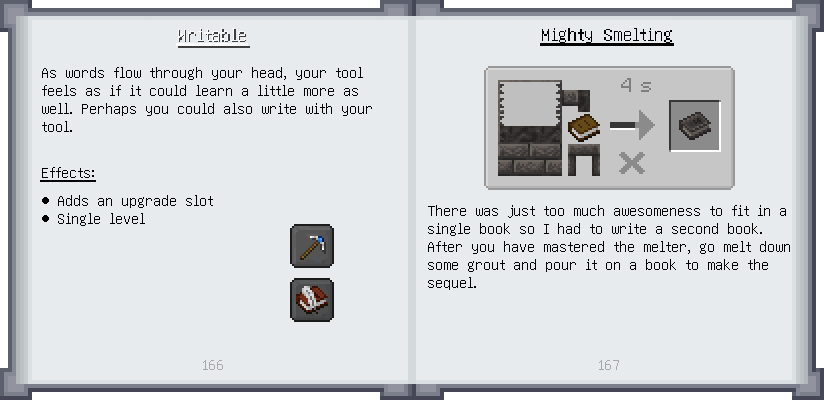 Writable
As words flow through your head, your tool
feels as if it could learn a little more as
well. Perhaps you could also write with your
tool.
Effects:
• Adds an upgrade slot
• Single level
166
Mighty Smelting
4 s
There was just too much awesomeness to fit in a
single book so I had to write a second book.
After you have mastered the melter, go melt down
some grout and pour it on a book to make the
sequel.
167